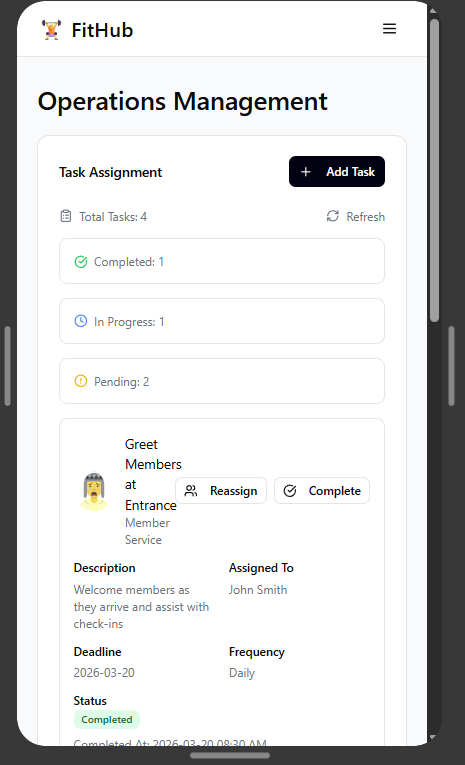 FitHub
Operations Management
Task Assignment
Add Task
Total Tasks: 4
Refresh
Completed: 1
In Progress: 1
Pending: 2
Greet
Members
at
Entrance
Member
Service
Reassign
Complete
Description
Assigned To
Welcome members as
they arrive and assist with
check-ins
John Smith
Deadline
Frequency
2026-03-20
Daily
Status
Completed
Completed At: 2026-03-20 08:30 AM